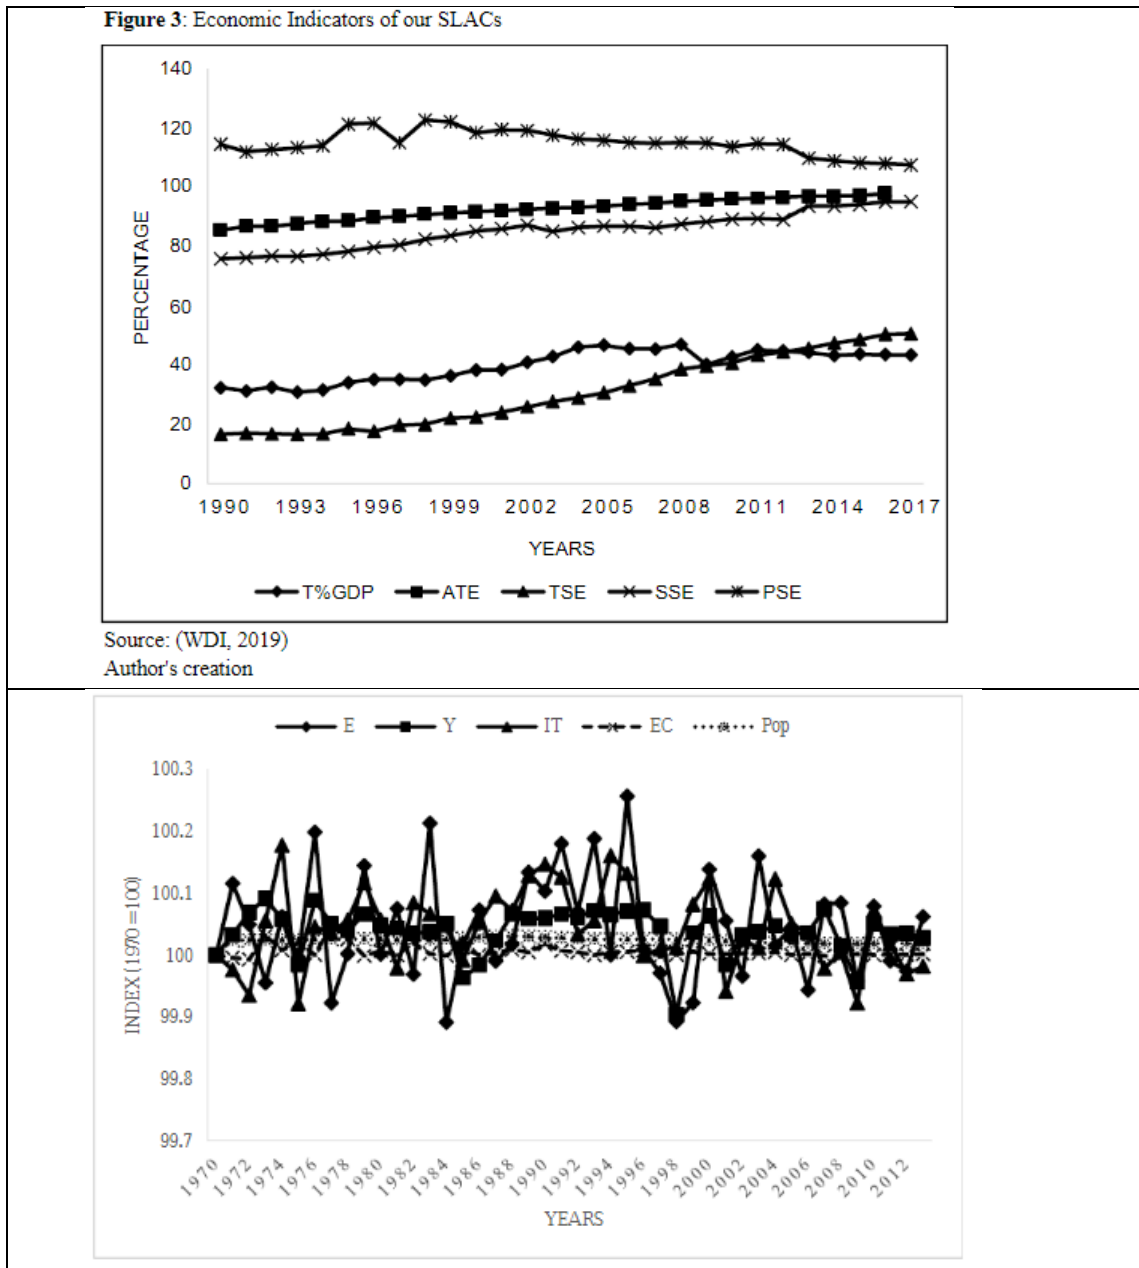 Figure 3: Economic Indicators of our SLACs
140
120
100
80
60
40
20
0
PERCENTAGE
1990 1993 1996 1999 2002 2005 2008 2011 2014 2017
YEARS
T%GDP ATE TSE SSE PSE
Source: (WDI, 2019)
Author's creation
E Y IT EC Pop
100.3
100.2
100.1
100
99.9
99.8
99.7
INDEX (1970 =100)
1970 1972 1974 1976 1978 1980 1982 1984 1986 1988 1990 1992 1994 1996 1998 2000 2002 2004 2006 2008 2010 2012
YEARS